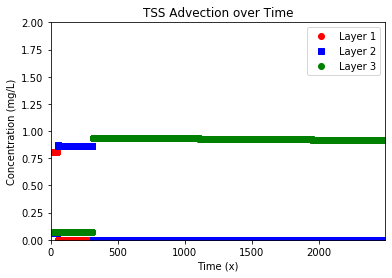 TSS Advection over Time
Concentration (mg/L)
2.00
1.75
1.50
1.25
1.00
0.75
0.50
0.25
0.00
Layer 1
Layer 2
Layer 3
0 500 1000 1500 2000
Time (x)